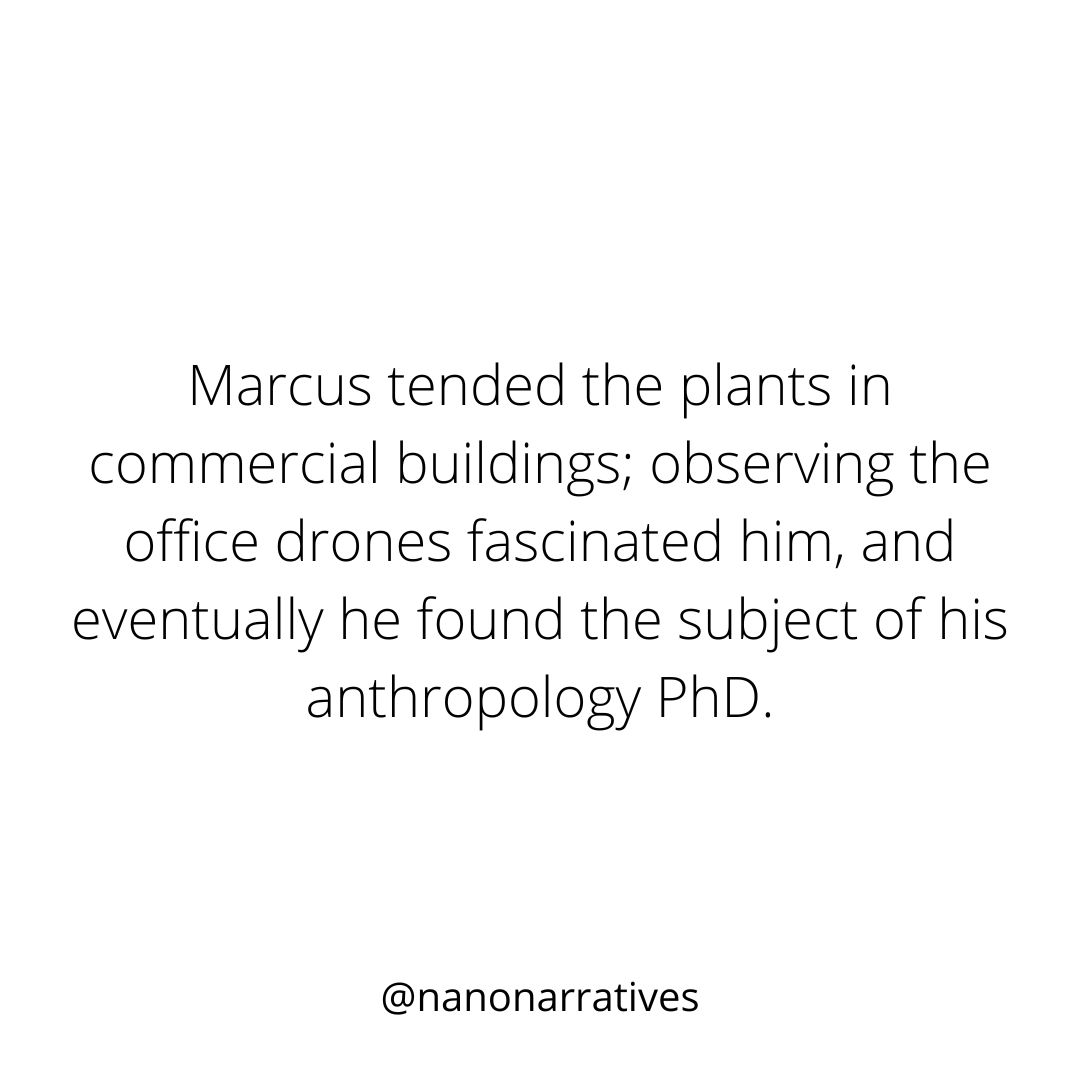 Marcus tended the plants in
commercial buildings; observing the
office drones fascinated him, and
eventually he found the subject of his
anthropology PhD.
@nanonarratives